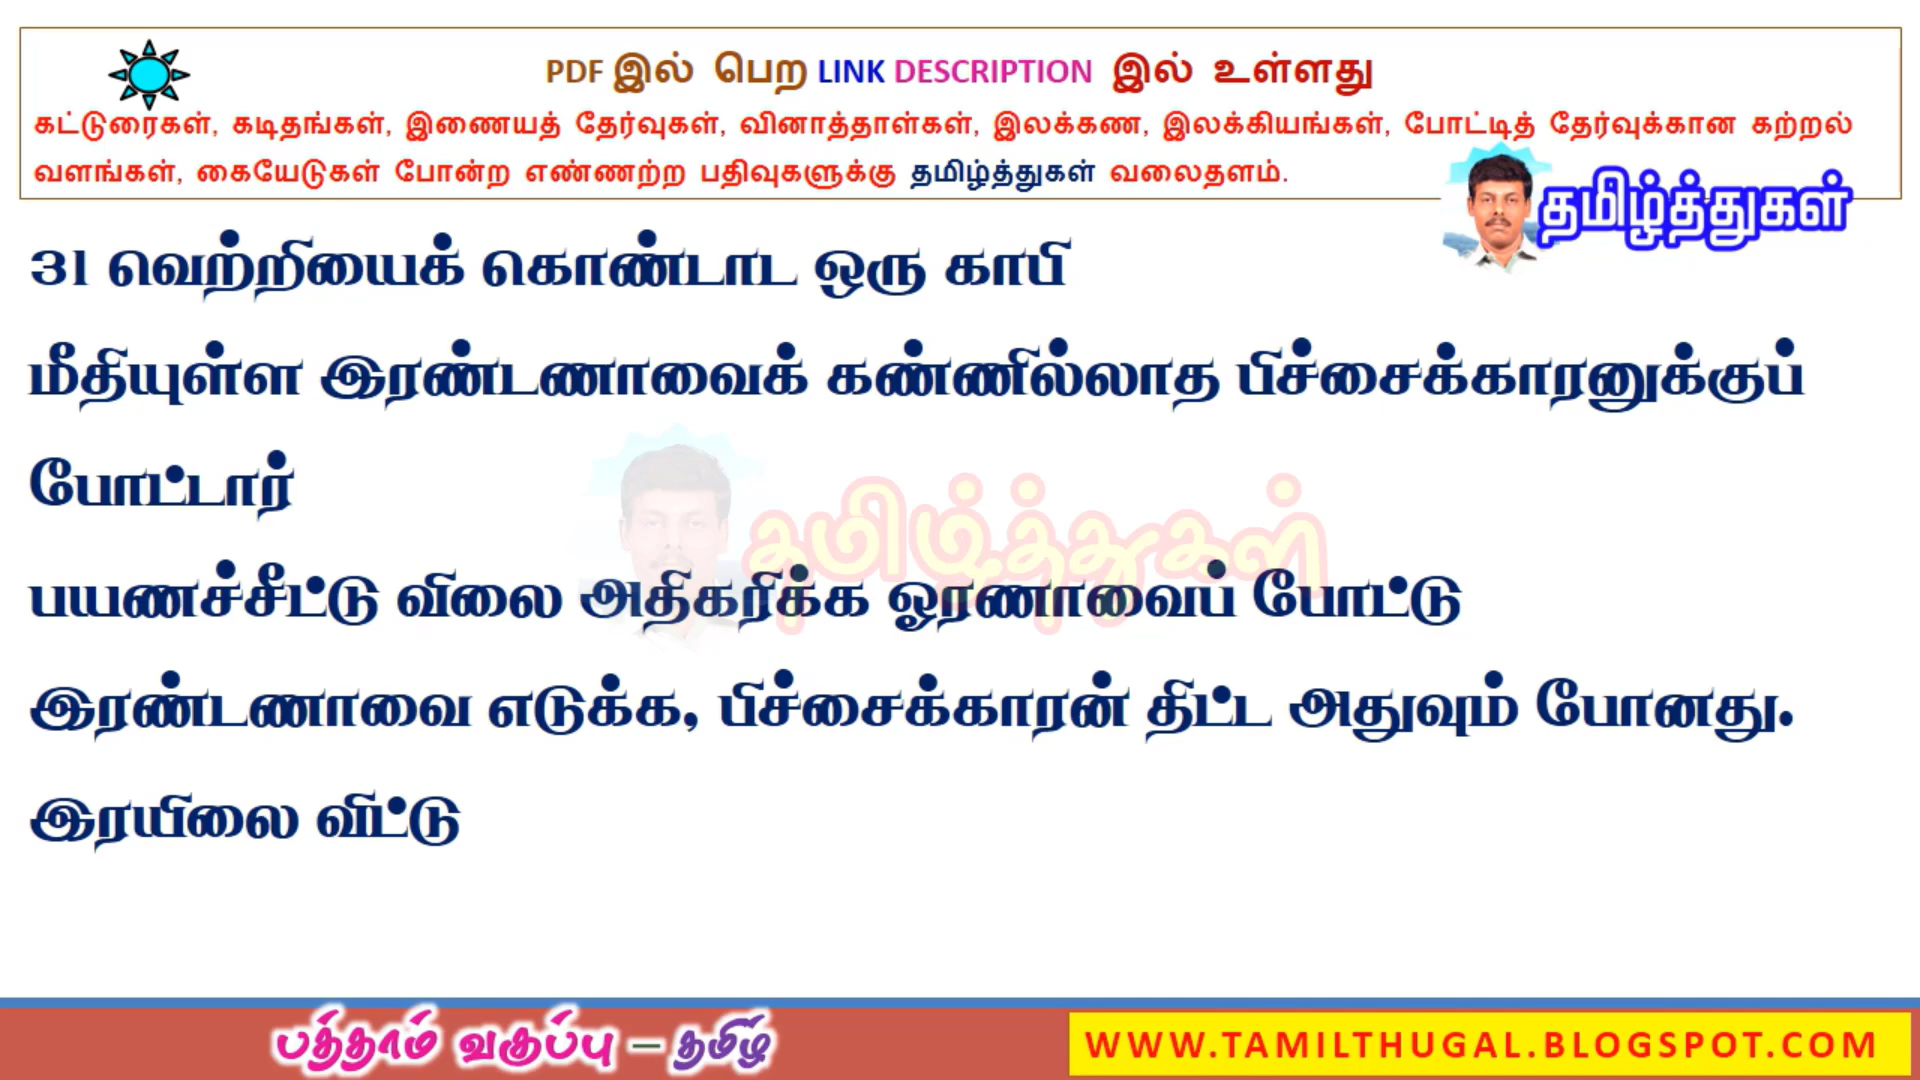 PDF இல் பெற LINK DESCRIPTION இல் உள்ளது
கட்டுரைகள், கடிதங்கள், இணையத் தேர்வுகள், வினாத்தாள்கள், இலக்கண, இலக்கியங்கள், போட்டித் தேர்வுக்கான கற்றல்
வளங்கள், கையேடுகள் போன்ற எண்ணற்ற பதிவுகளுக்கு தமிழ்த்துகள் வலைதளம்.
தமிழ்த்துகள்
31 வெற்றியைக் கொண்டாட ஒரு காபி
மீதியுள்ள இரண்டணாவைக் கண்ணில்லாத பிச்சைக்காரனுக்குப்
போட்டார்
தமிழ்த்துகள்
பயணச்சீட்டு விலை அதிகரிக்க ஓரணாவைப் போட்டு
இரண்டணாவை எடுக்க, பிச்சைக்காரன் திட்ட அதுவும் போனது.
இரயிலை விட்டு
பத்தாம் வகுப்பு – தமிழ்
WWW.TAMILTHUGAL.BLOGSPOT.COM